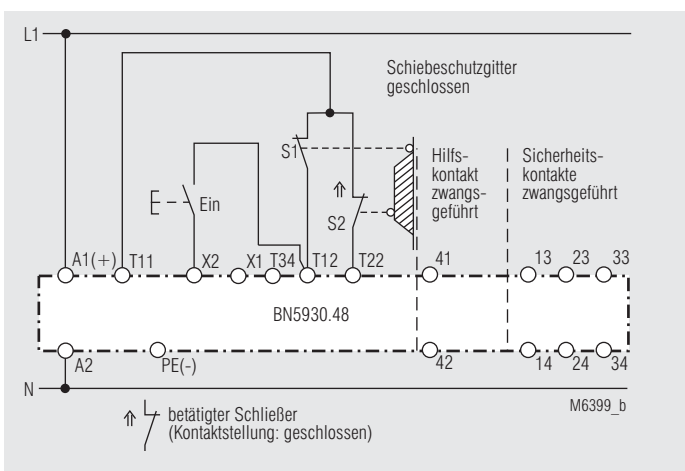 L1
Schiebeschutzgitter
geschlossen
S1
Hilfs-
kontakt
zwangs-
geführt
Sicherheits-
kontakte
zwangsgeführt
Ein
S2
A1(+) T11 X2 X1 T34 T12 T22 41 13 23 33
BN5930.48
A2 PE(-) 42 14 24 34
N
M6399_b
betätigter Schließer
(Kontaktstellung: geschlossen)